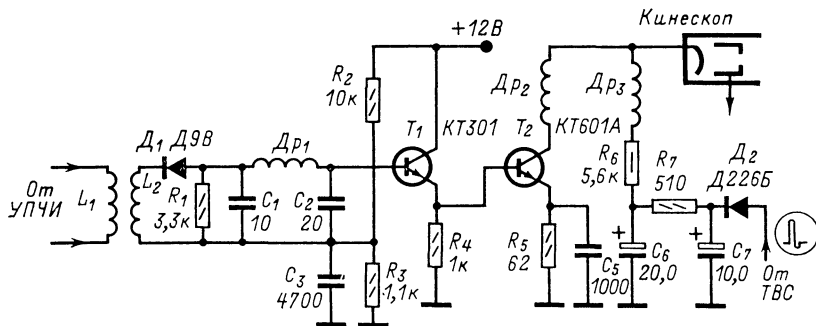 Кинескоп
+12В
R2
10к
Др2
Др3
Д1 Д9В
Др1
T1
КТ301
T2
КТ601А
R6
5,6к
R7
510
Д2
Д226Б
От
УПЧИ
L1
L2
R1
3,3к
C1
10
C2
20
R4
1к
R5
62
C5
1000
+
C6
20,0
+
C7
10,0
От
ТВС
C3
4700
R3
1,1к